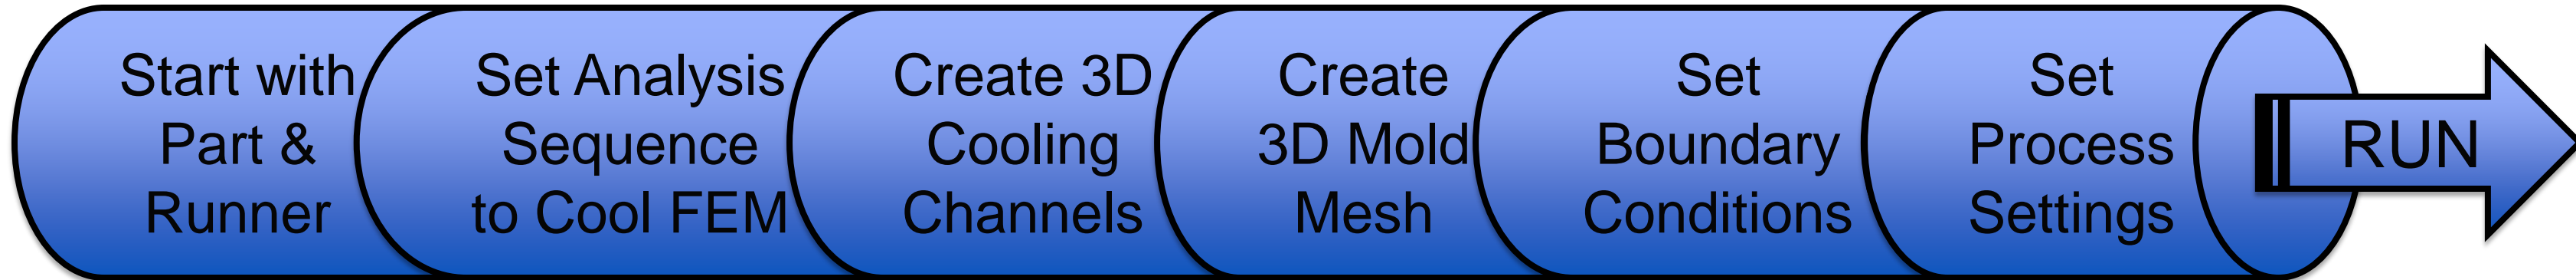 Start with
Part &
Runner
Set Analysis
Sequence
to Cool FEM
Create 3D
Cooling
Channels
Create
3D Mold
Mesh
Set
Boundary
Conditions
Set
Process
Settings
RUN